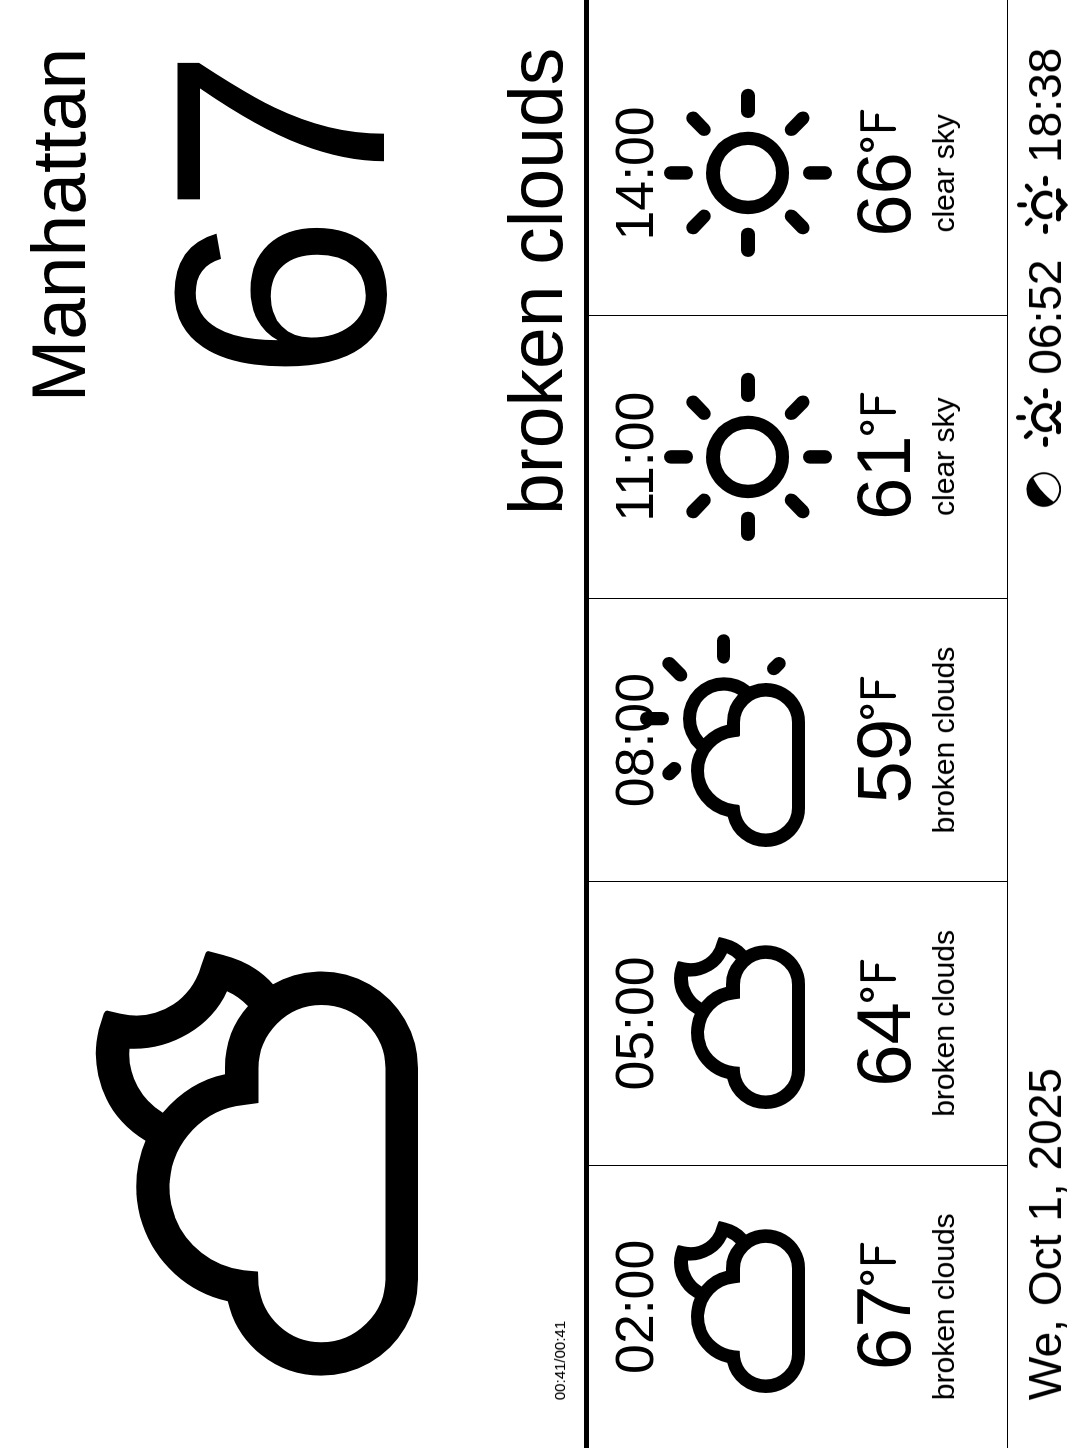 Manhattan
67
broken clouds
00:41/00:41
02:00
67°F
broken clouds
05:00
64°F
broken clouds
08:00
59°F
broken clouds
11:00
61°F
clear sky
14:00
66°F
clear sky
We, Oct 1, 2025
06:52 18:38